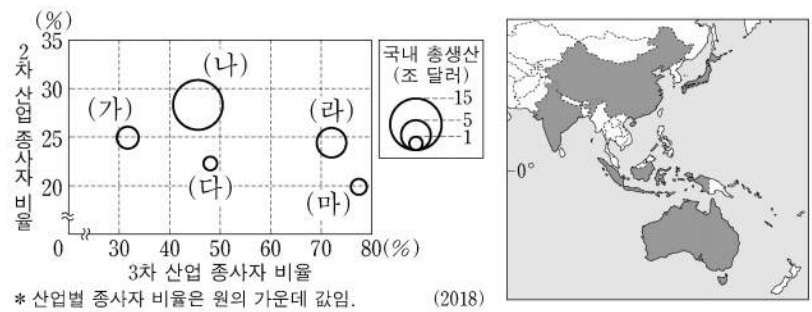 (%)
2차 산업 종사자 비율
35
30
25
20
0
30
40
50
60
70
80(%)
3차 산업 종사자 비율
(가)
(나)
(다)
(라)
(마)
국내 총생산
(조 달러)
15
5
1
* 산업별 종사자 비율은 원의 가운데 값임.
(2018)
0°